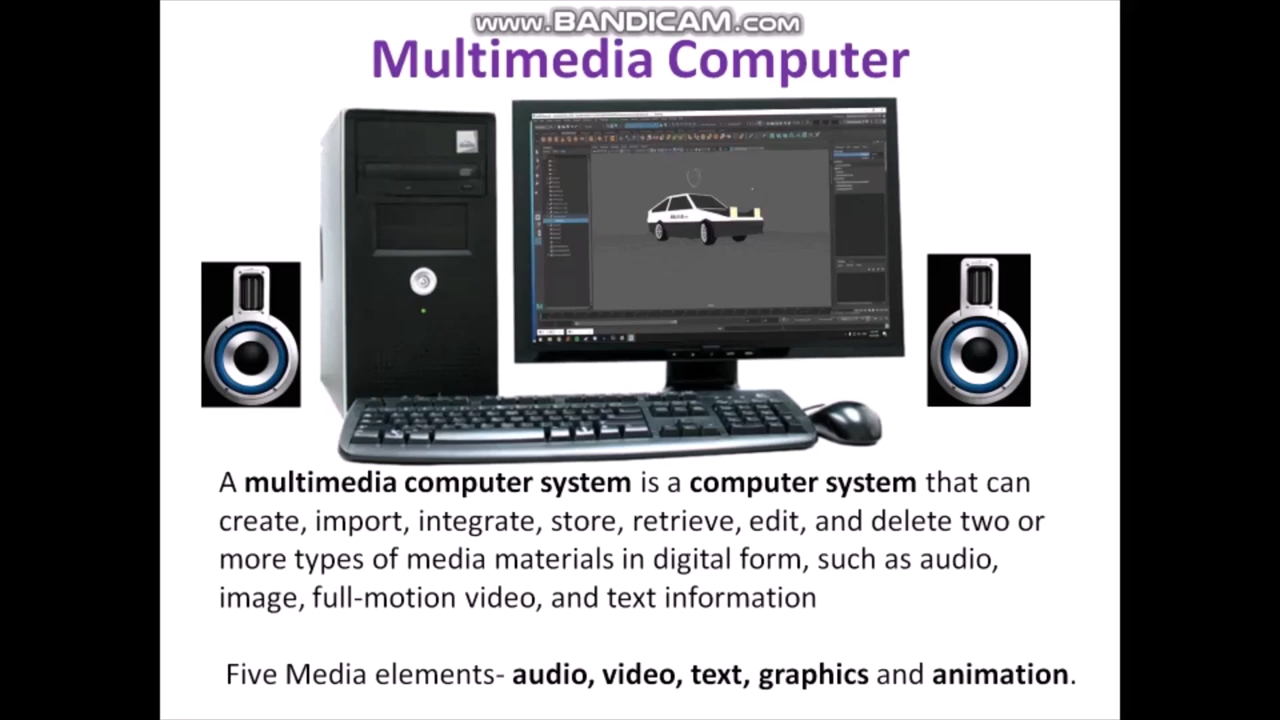 www.BANDICAM.com
Multimedia Computer
A multimedia computer system is a computer system that can
create, import, integrate, store, retrieve, edit, and delete two or
more types of media materials in digital form, such as audio,
image, full-motion video, and text information
Five Media elements- audio, video, text, graphics and animation.